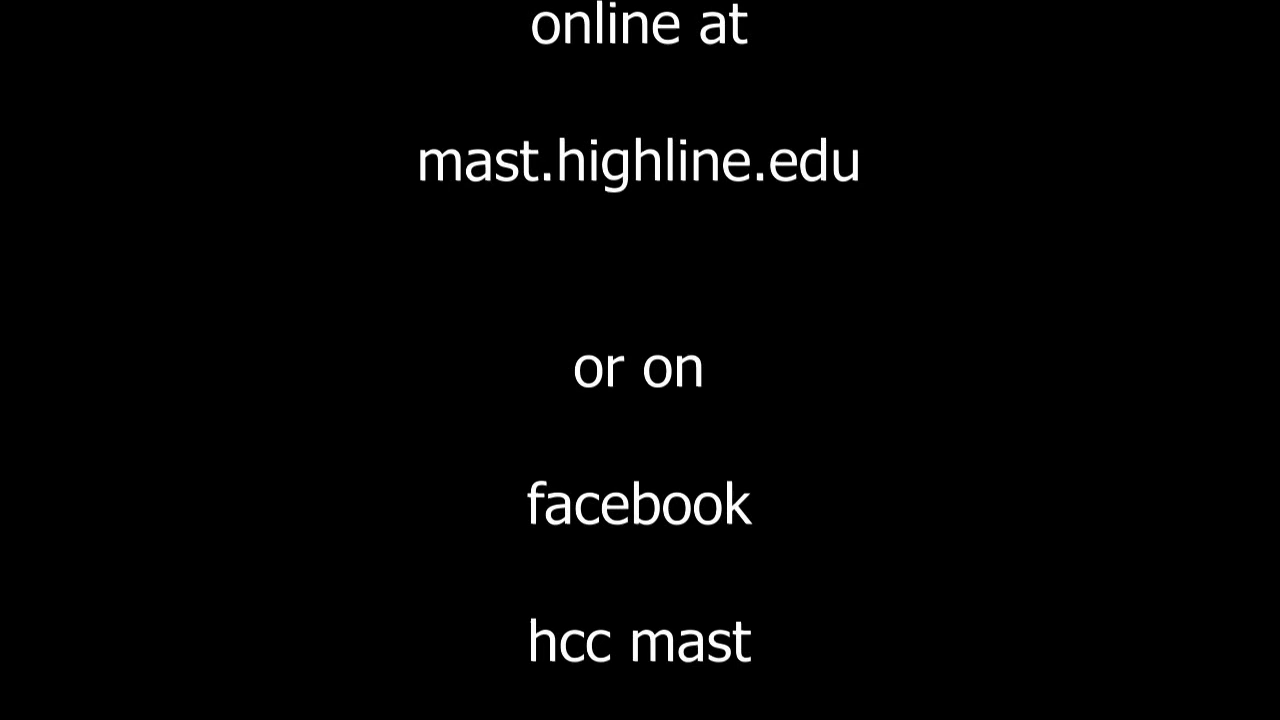 online at
mast.highline.edu
or on
facebook
hcc mast